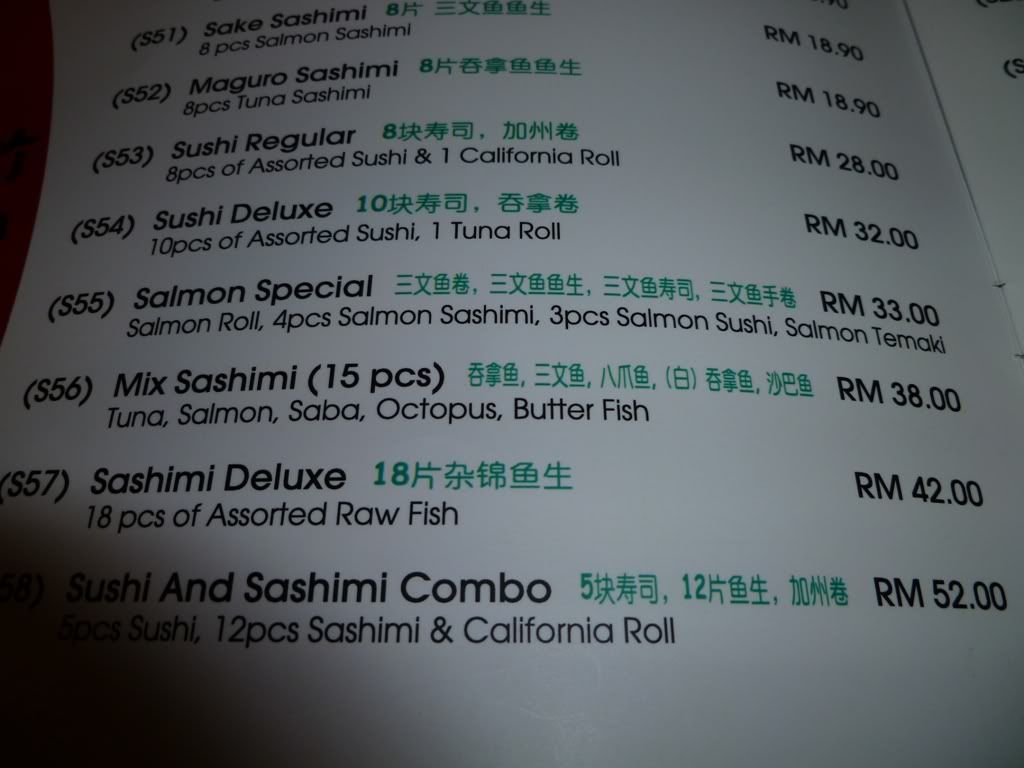 (S51) Sake Sashimi 8片 三文鱼鱼生 RM 18.90
8 pcs Salmon Sashimi
(S52) Maguro Sashimi 8片吞拿鱼鱼生 RM 18.90
8pcs Tuna Sashimi
(S53) Sushi Regular 8块寿司, 加州卷 RM 28.00
8pcs of Assorted Sushi & 1 California Roll
(S54) Sushi Deluxe 10块寿司, 吞拿卷 RM 32.00
10pcs of Assorted Sushi, 1 Tuna Roll
(S55) Salmon Special 三文鱼卷, 三文鱼鱼生, 三文鱼寿司, 三文鱼手卷 RM 33.00
Salmon Roll, 4pcs Salmon Sashimi, 3pcs Salmon Sushi, Salmon Temaki
(S56) Mix Sashimi (15 pcs) 吞拿鱼, 三文鱼, 八爪鱼, (白) 吞拿鱼, 沙巴鱼 RM 38.00
Tuna, Salmon, Saba, Octopus, Butter Fish
(S57) Sashimi Deluxe 18片杂锦鱼生 RM 42.00
18 pcs of Assorted Raw Fish
58) Sushi And Sashimi Combo 5块寿司, 12片鱼生, 加州卷 RM 52.00
5pcs Sushi, 12pcs Sashimi & California Roll